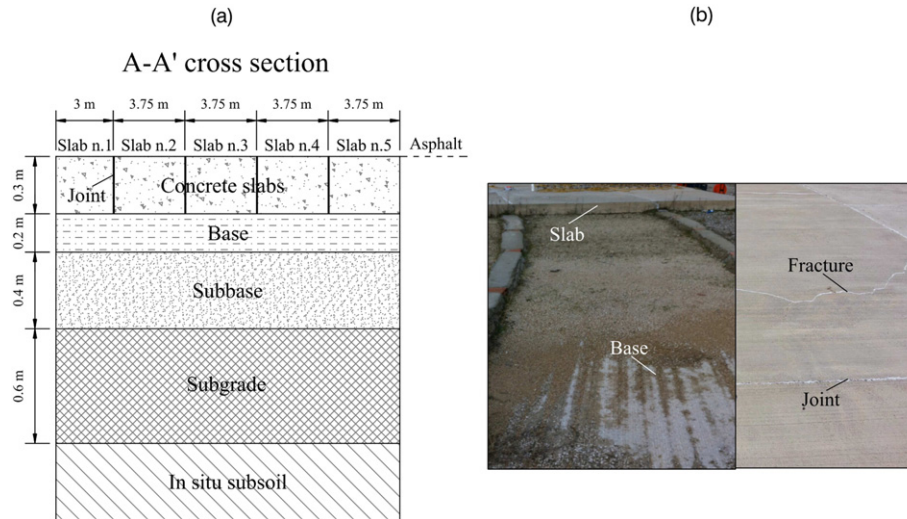 (a)
(b)
A-A' cross section
3 m
3.75 m
3.75 m
3.75 m
3.75 m
Slab n.1
Slab n.2
Slab n.3
Slab n.4
Slab n.5
Asphalt
0.3 m
Joint
Concrete slabs
0.2 m
Base
0.4 m
Subbase
0.6 m
Subgrade
In situ subsoil
Slab
Base
Fracture
Joint